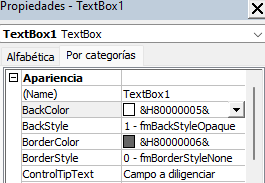 Propiedades - TextBox1
TextBox1 TextBox
Alfabética Por categorías
Apariencia
(Name) TextBox1
BackColor &H80000005&
BackStyle 1 - fmBackStyleOpaque
BorderColor &H80000006&
BorderStyle 0 - fmBorderStyleNone
ControlTipText Campo a diligenciar